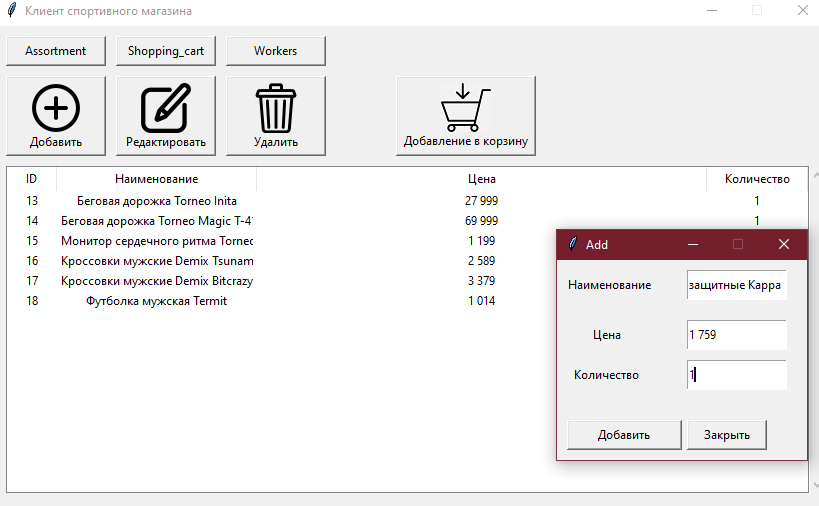 Клиент спортивного магазина
Assortment Shopping_cart Workers
Добавить Редактировать Удалить Добавление в корзину
ID Наименование Цена Количество
13 Беговая дорожка Torneo Inita 27 999 1
14 Беговая дорожка Torneo Magic T-4 69 999 1
15 Монитор сердечного ритма Torneo 1 199
16 Кроссовки мужские Demix Tsunam 2 589
17 Кроссовки мужские Demix Bitcrazy 3 379
18 Футболка мужская Termit 1 014
Add
Наименование защитные Kappa
Цена 1 759
Количество 1
Добавить Закрыть